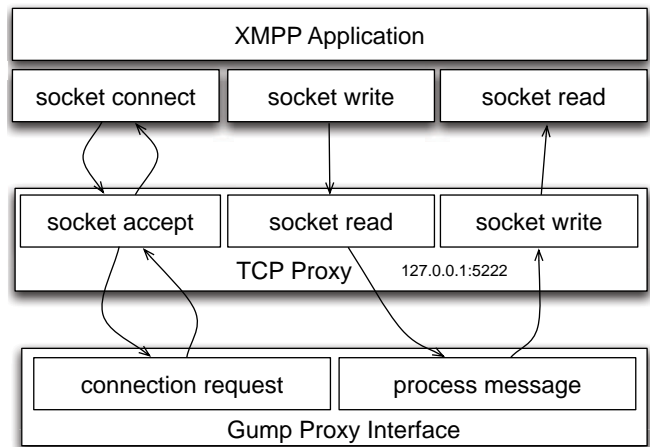 XMPP Application
socket connect
socket write
socket read
socket accept
socket read
socket write
TCP Proxy
127.0.0.1:5222
connection request
process message
Gump Proxy Interface